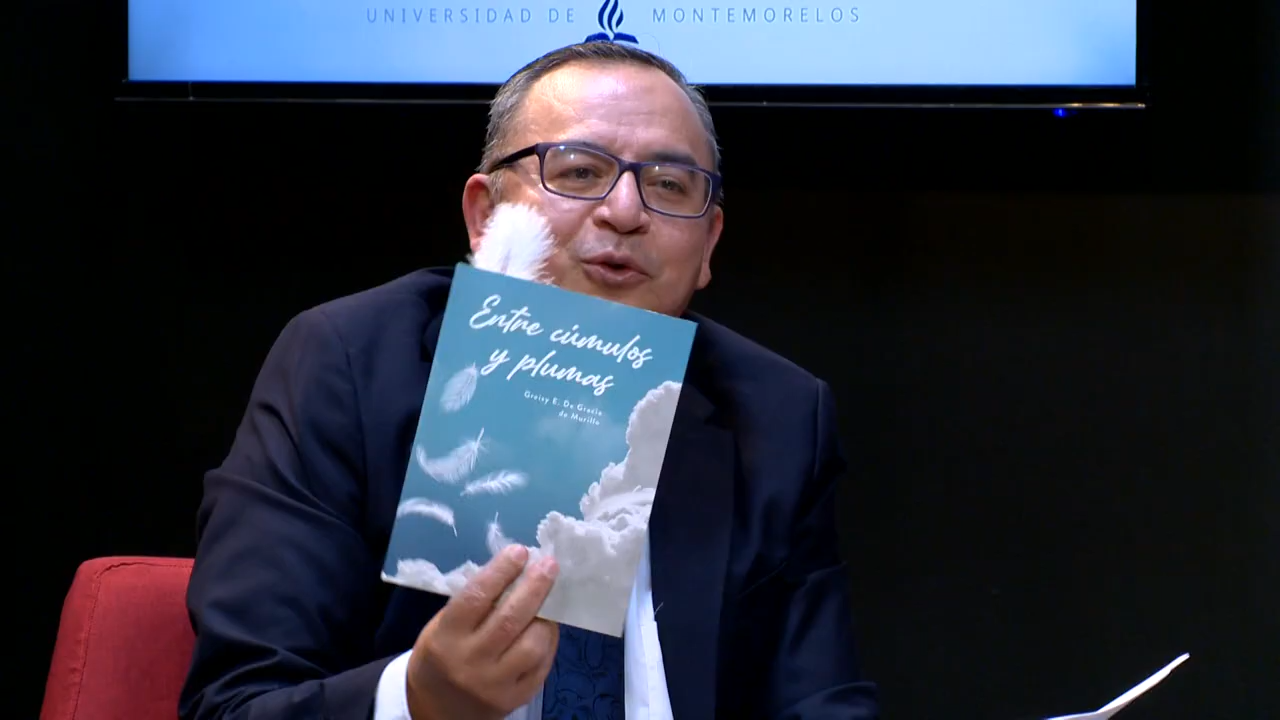 UNIVERSIDAD DE MONTEMORELOS
Entre cúmulos
y plumas
Greisy E. De Gracia
de Murillo